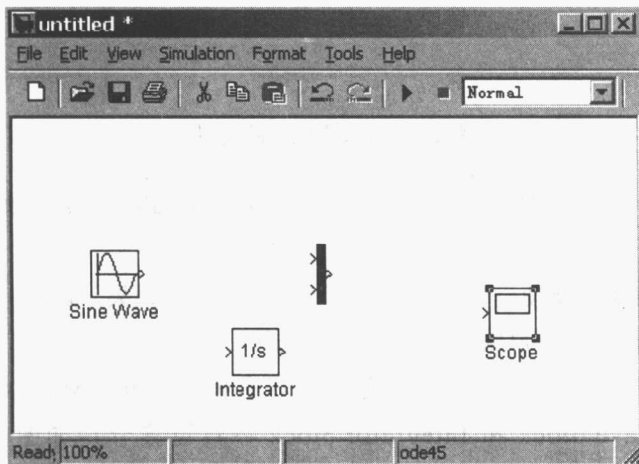 untitled *
File Edit View Simulation Format Tools Help
Normal
Sine Wave
1/s
Integrator
Scope
Ready 100% ode45